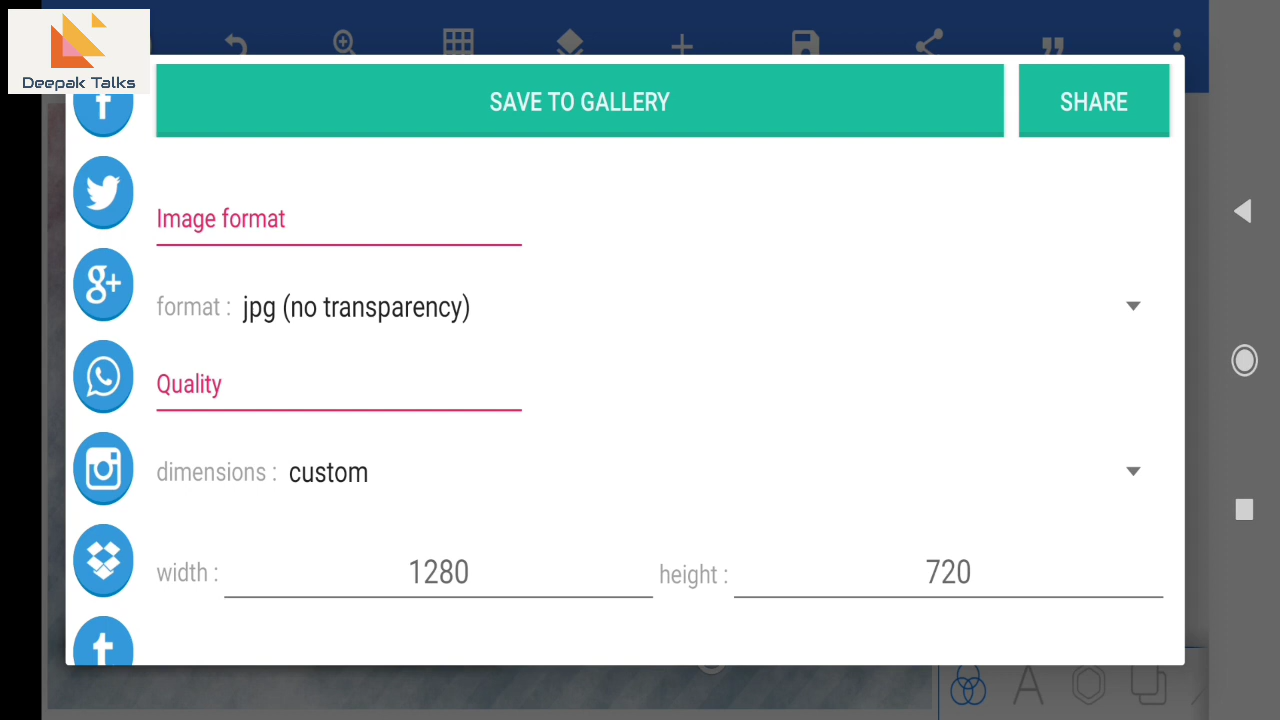 Deepak Talks
SAVE TO GALLERY
SHARE
Image format
format : jpg (no transparency)
Quality
dimensions : custom
width : 1280 height : 720